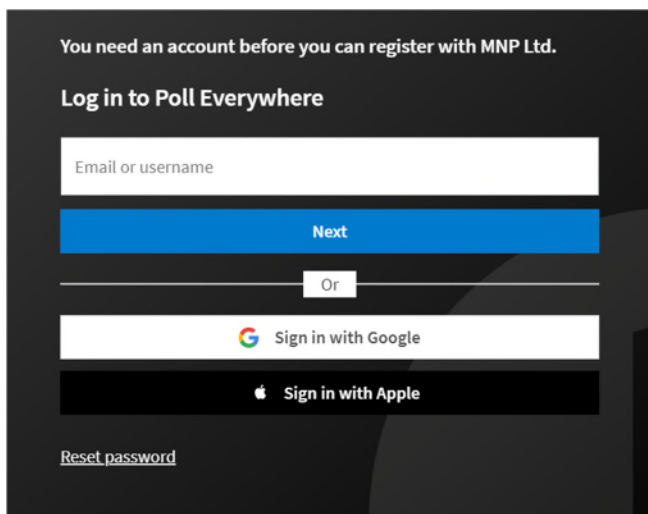 You need an account before you can register with MNP Ltd.
Log in to Poll Everywhere
Email or username
Next
Or
Sign in with Google
Sign in with Apple
Reset password